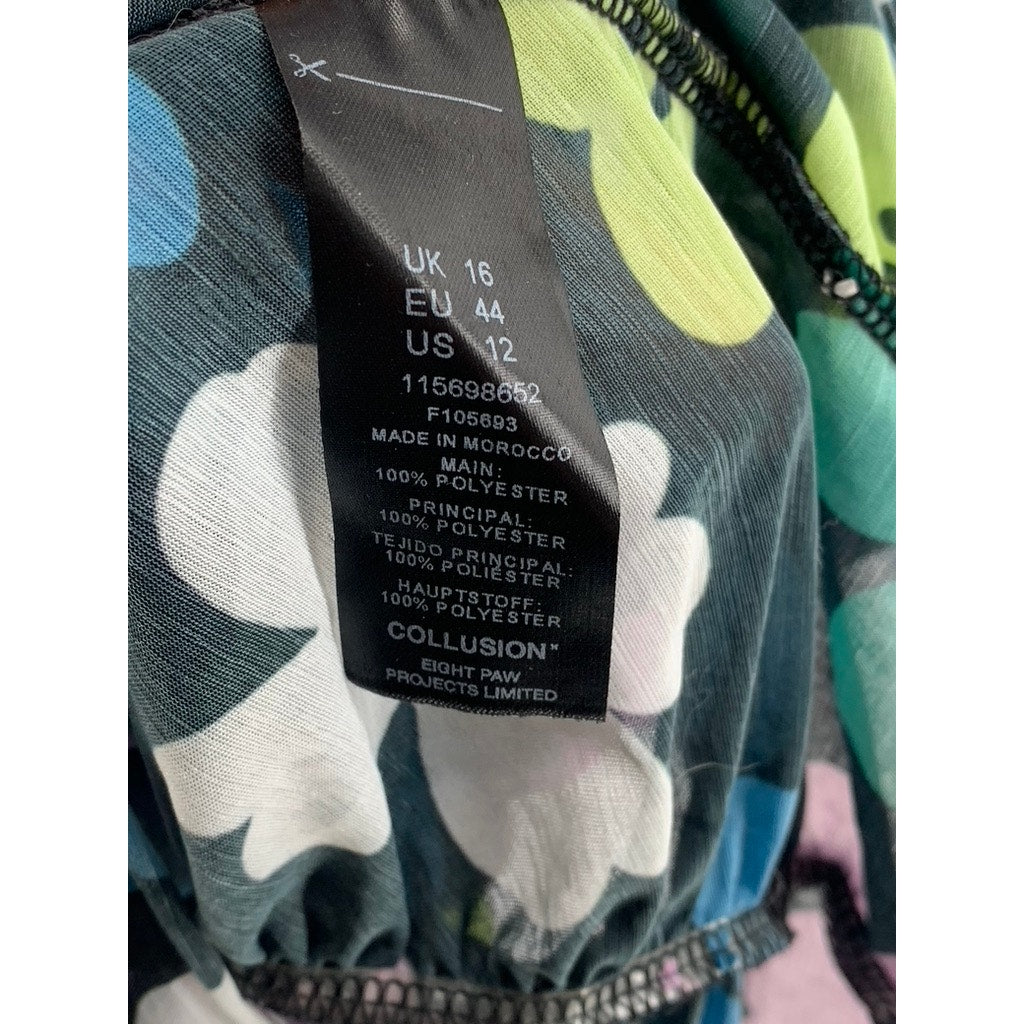 UK 16
EU 44
US 12
115698652
F105693
MADE IN MOROCCO
MAIN:
100% POLYESTER
PRINCIPAL:
100% POLYESTER
TEJIDO PRINCIPAL:
100% POLIÉSTER
HAUPTSTOFF:
100% POLYESTER
COLLUSION"
EIGHT PAW
PROJECTS LIMITED